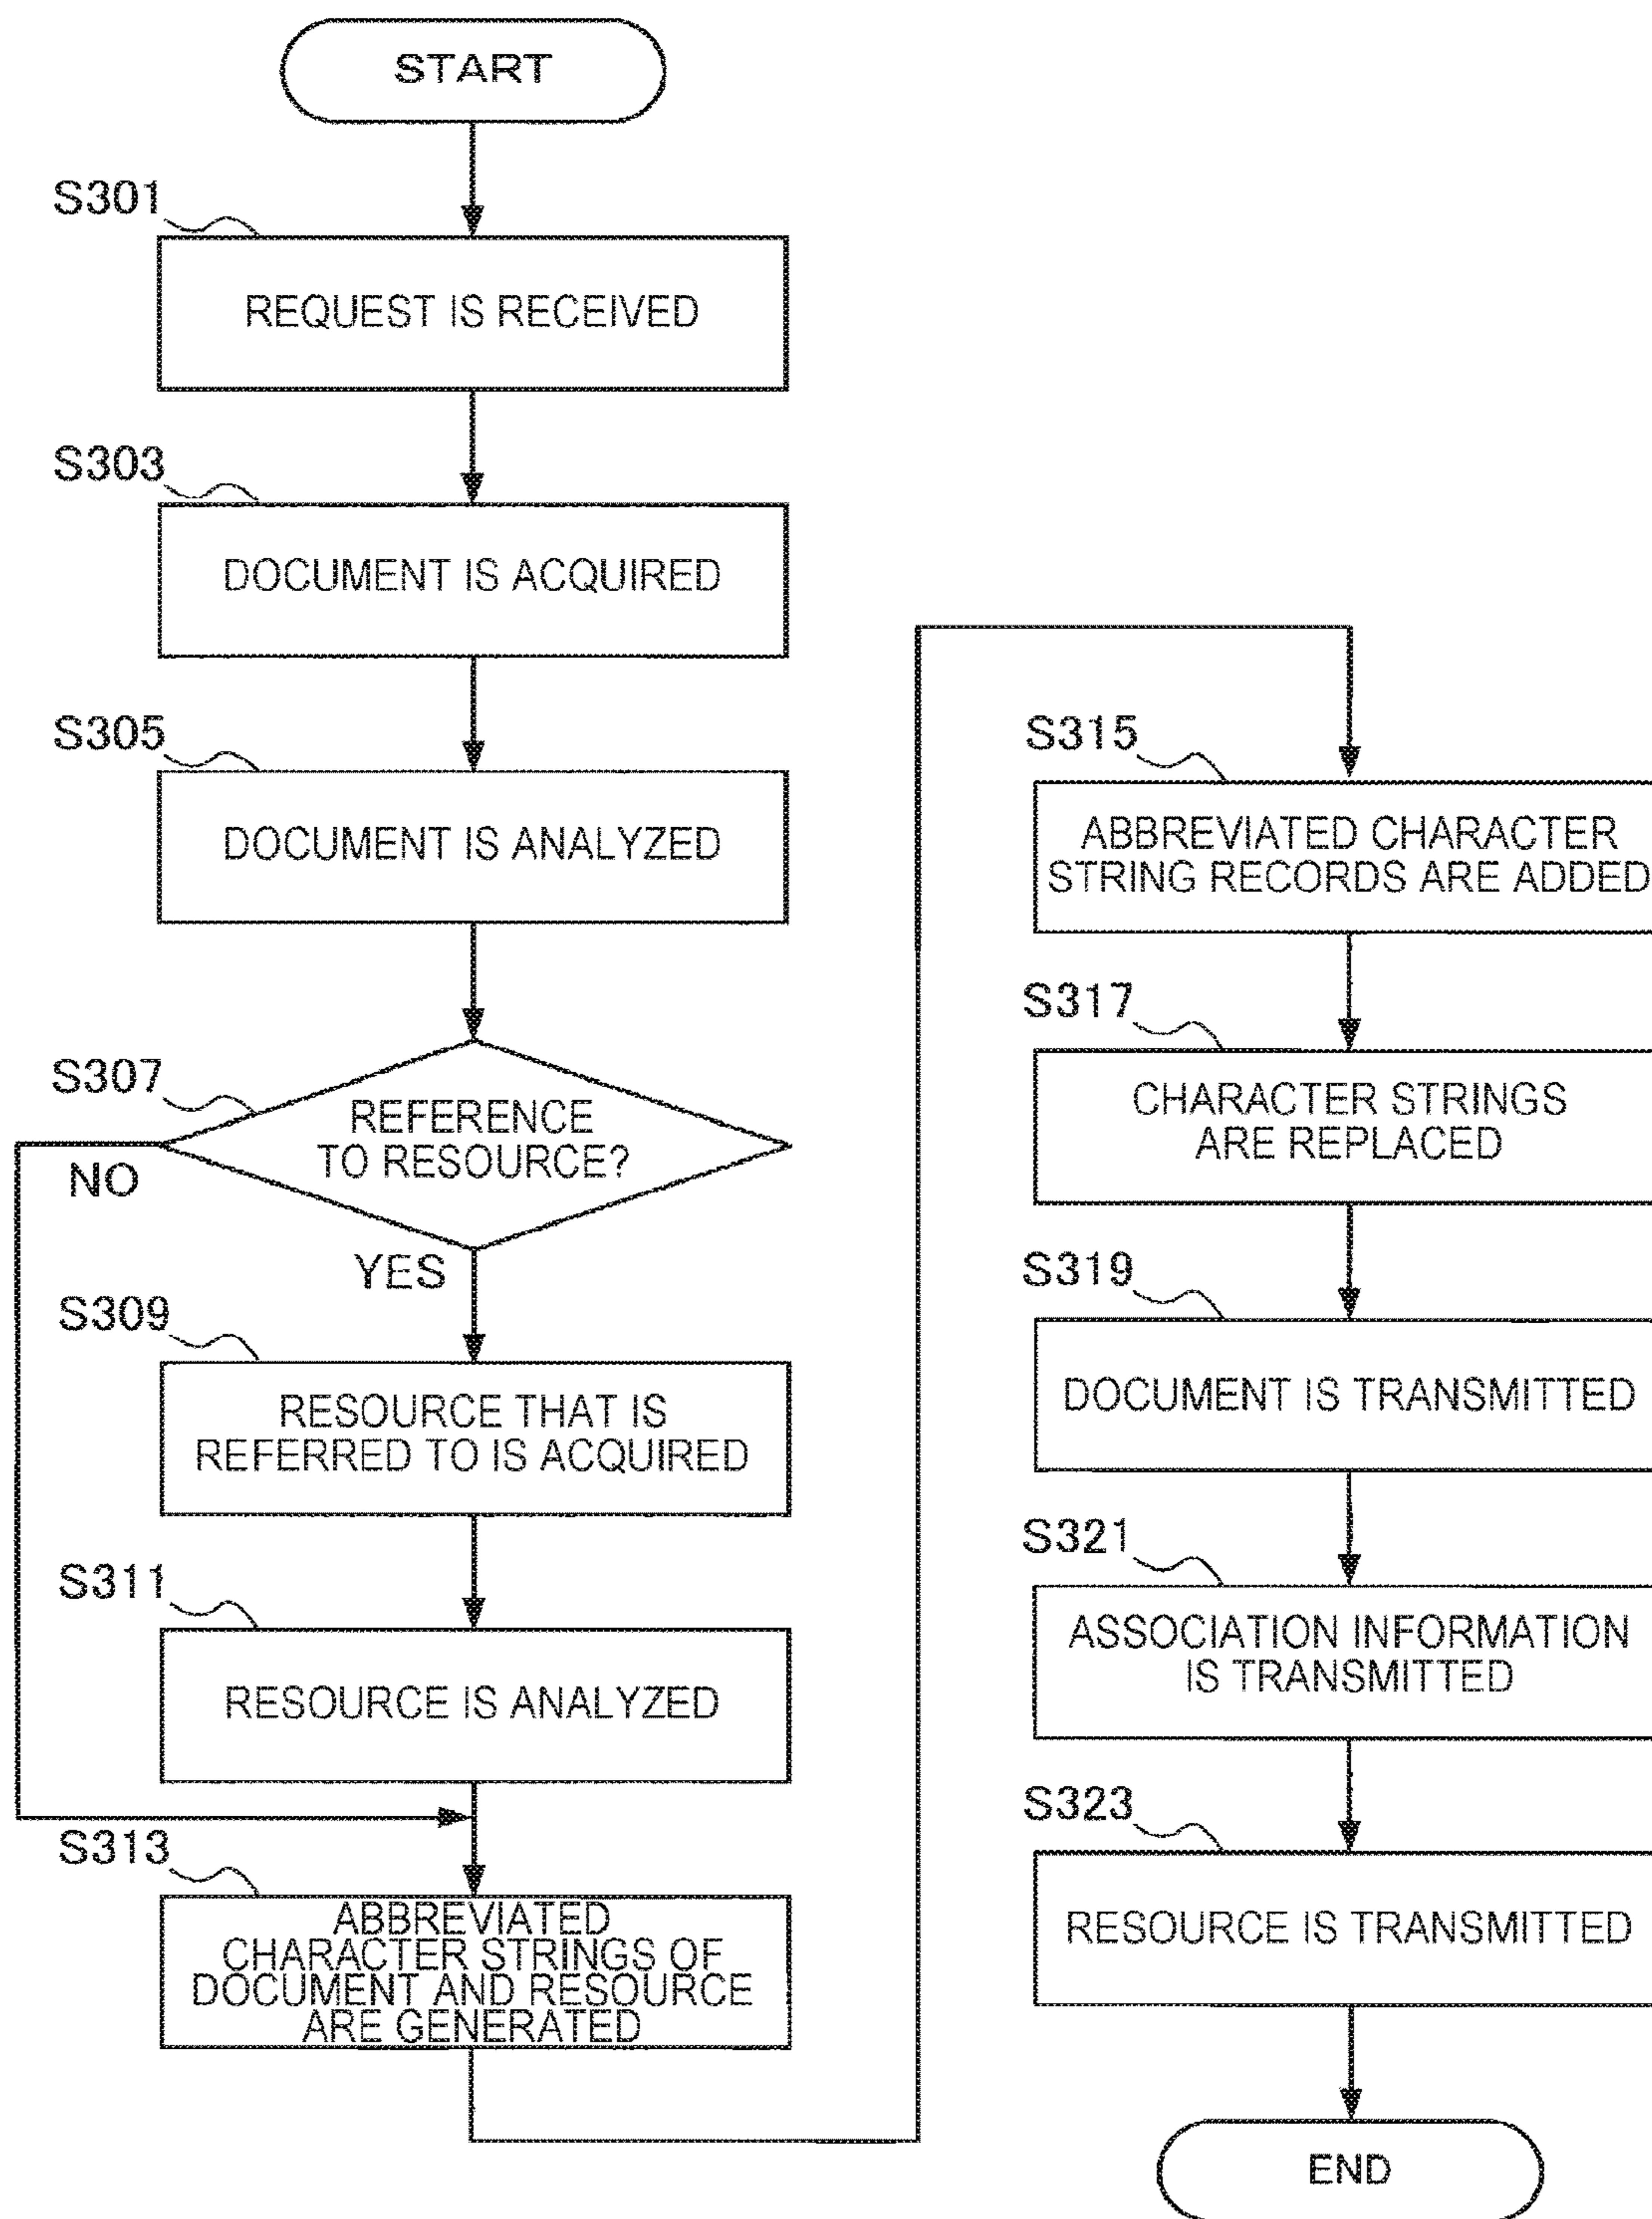 START
S301
REQUEST IS RECEIVED
S303
DOCUMENT IS ACQUIRED
S305
DOCUMENT IS ANALYZED
S307
REFERENCE
TO RESOURCE?
NO
YES
S309
RESOURCE THAT IS
REFERRED TO IS ACQUIRED
S311
RESOURCE IS ANALYZED
S313
ABBREVIATED
CHARACTER STRINGS OF
DOCUMENT AND RESOURCE
ARE GENERATED
S315
ABBREVIATED CHARACTER
STRING RECORDS ARE ADDED
S317
CHARACTER STRINGS
ARE REPLACED
S319
DOCUMENT IS TRANSMITTED
S321
ASSOCIATION INFORMATION
IS TRANSMITTED
S323
RESOURCE IS TRANSMITTED
END